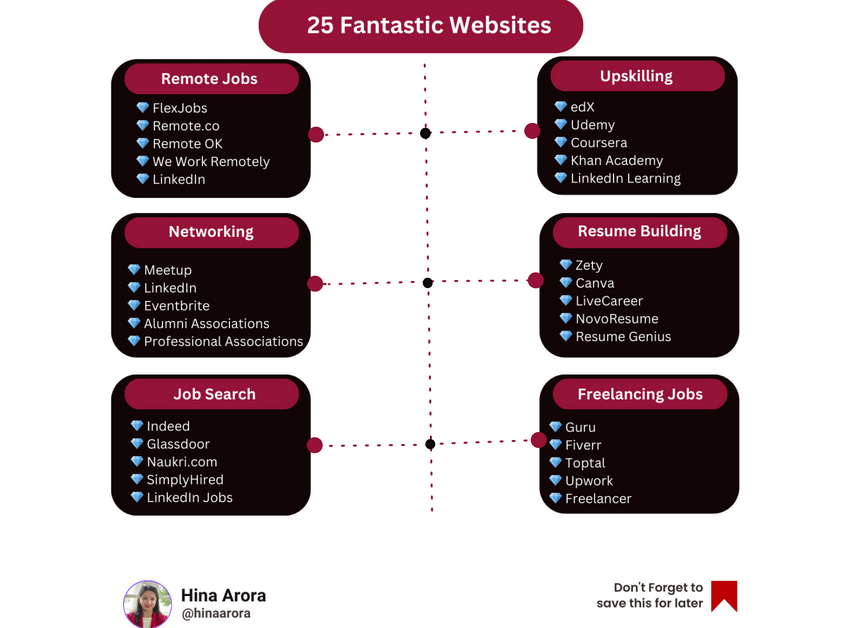 25 Fantastic Websites
Remote Jobs
FlexJobs
Remote.co
Remote OK
We Work Remotely
LinkedIn
Upskilling
edX
Udemy
Coursera
Khan Academy
LinkedIn Learning
Networking
Meetup
LinkedIn
Eventbrite
Alumni Associations
Professional Associations
Resume Building
Zety
Canva
LiveCareer
NovoResume
Resume Genius
Job Search
Indeed
Glassdoor
Naukri.com
SimplyHired
LinkedIn Jobs
Freelancing Jobs
Guru
Fiverr
Toptal
Upwork
Freelancer
Hina Arora
@hinaarora
Don't Forget to
save this for later